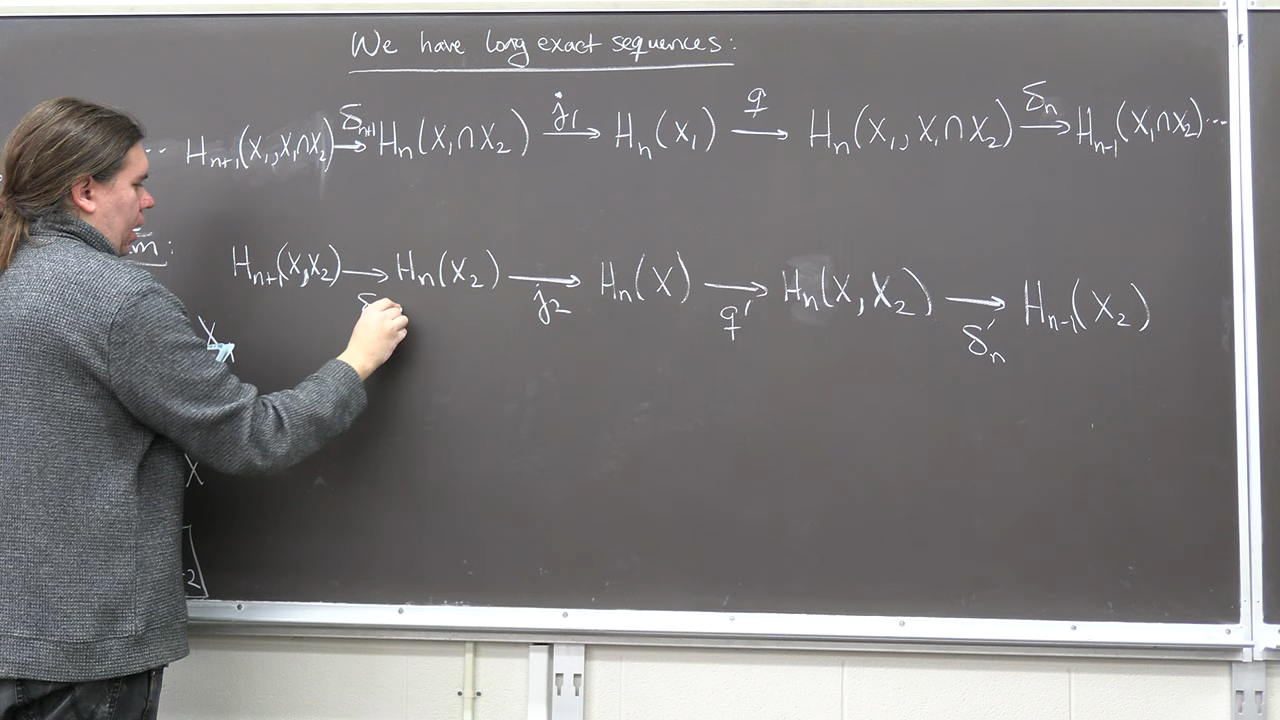 We have long exact sequences:
·· Hₙ₊₁(X₁, X₁∩X₂) →^{δₙ₊₁} Hₙ(X₁∩X₂) →^{j₁} Hₙ(X₁) →^{q} Hₙ(X₁, X₁∩X₂) →^{δₙ} Hₙ₋₁(X₁∩X₂) ···
m:
Hₙ₊₁(X,X₂) →_{δ} Hₙ(X₂) →_{j₂} Hₙ(X) →_{q'} Hₙ(X, X₂) →_{δ'ₙ} Hₙ₋₁(X₂)
X
X
2